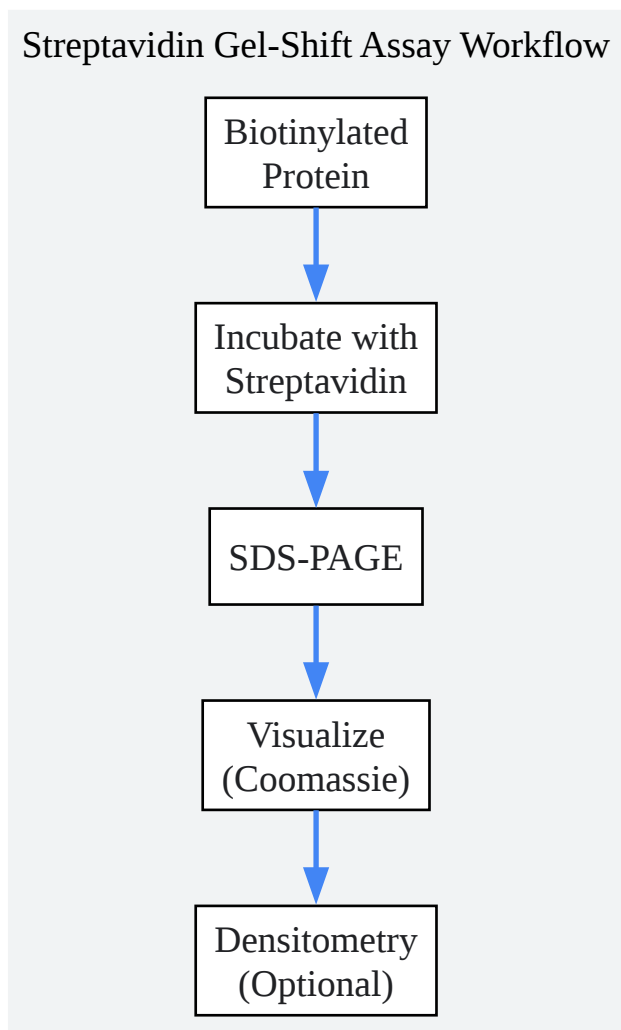 Streptavidin Gel-Shift Assay Workflow
Biotinylated
Protein
Incubate with
Streptavidin
SDS-PAGE
Visualize
(Coomassie)
Densitometry
(Optional)